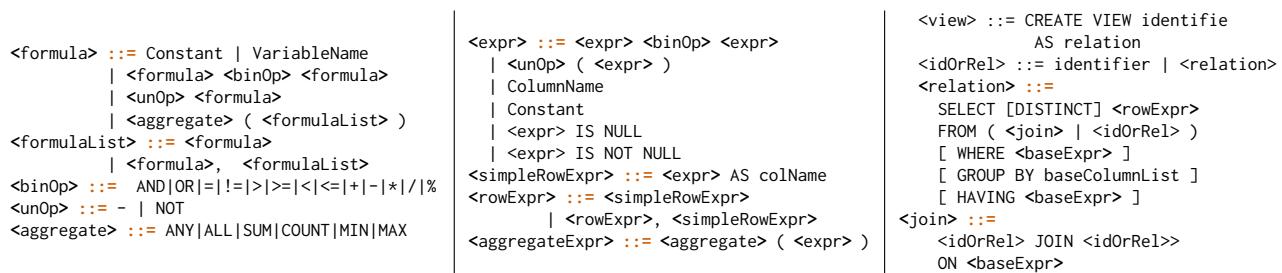 <formula> ::= Constant | VariableName
| <formula> <binOp> <formula>
| <unOp> <formula>
| <aggregate> ( <formulaList> )
<formulaList> ::= <formula>
| <formula>, <formulaList>
<binOp> ::= AND|OR|=|!=|>|>=|<|<=|+|-|*|/|%
<unOp> ::= - | NOT
<aggregate> ::= ANY|ALL|SUM|COUNT|MIN|MAX
<expr> ::= <expr> <binOp> <expr>
| <unOp> ( <expr> )
| ColumnName
| Constant
| <expr> IS NULL
| <expr> IS NOT NULL
<simpleRowExpr> ::= <expr> AS colName
<rowExpr> ::= <simpleRowExpr>
| <rowExpr>, <simpleRowExpr>
<aggregateExpr> ::= <aggregate> ( <expr> )
<view> ::= CREATE VIEW identifie
AS relation
<idOrRel> ::= identifier | <relation>
<relation> ::=
SELECT [DISTINCT] <rowExpr>
FROM ( <join> | <idOrRel> )
[ WHERE <baseExpr> ]
[ GROUP BY baseColumnList ]
[ HAVING <baseExpr> ]
<join> ::=
<idOrRel> JOIN <idOrRel>>
ON <baseExpr>